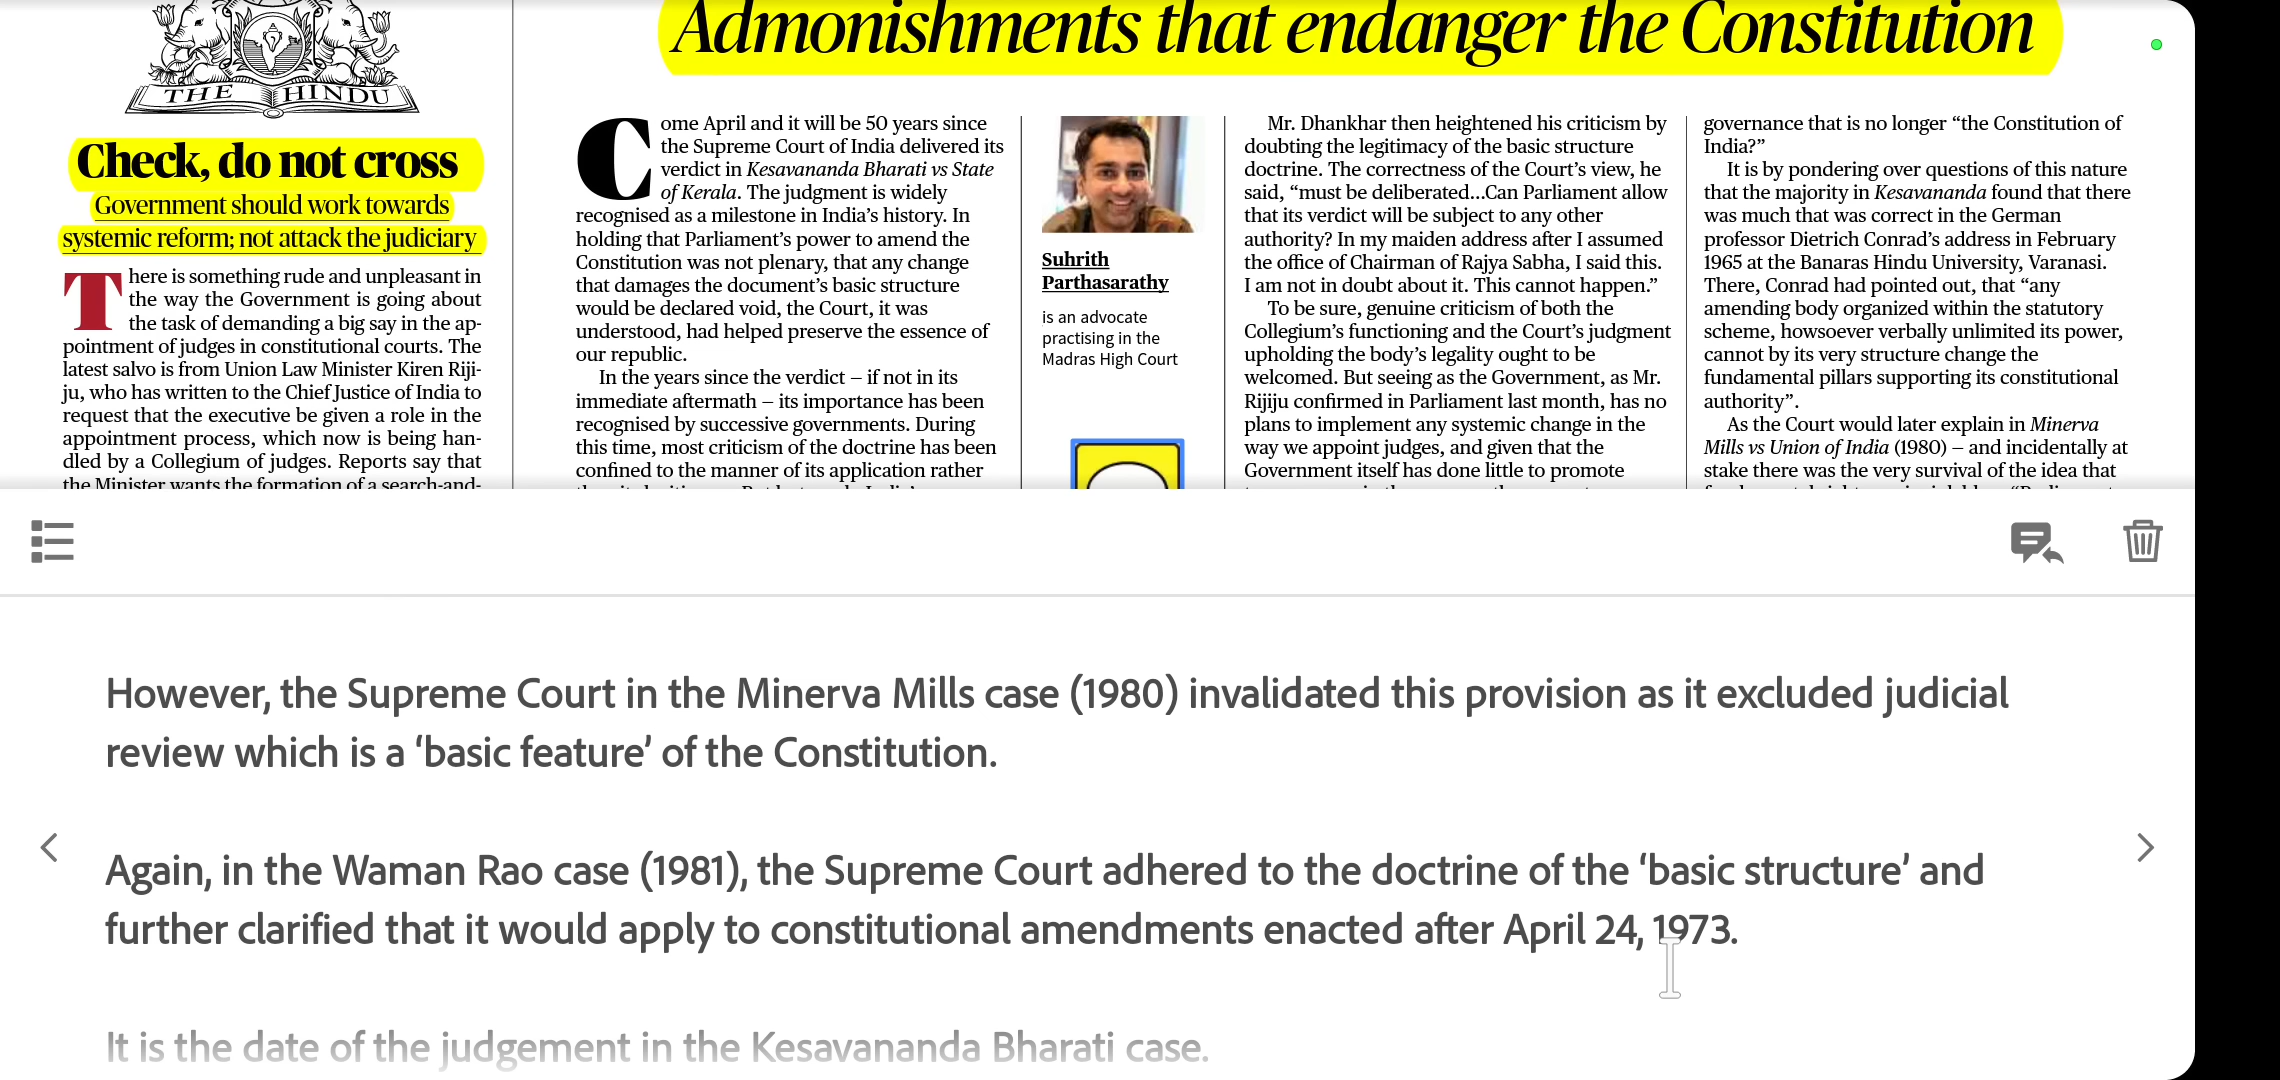 Admonishments that endanger the Constitution
THE HINDU
Check, do not cross
Government should work towards
systemic reform; not attack the judiciary
There is something rude and unpleasant in
the way the Government is going about
the task of demanding a big say in the ap-
pointment of judges in constitutional courts. The
latest salvo is from Union Law Minister Kiren Riji-
ju, who has written to the Chief Justice of India to
request that the executive be given a role in the
appointment process, which now is being han-
dled by a Collegium of judges. Reports say that
the Minister wants the formation of a search-and-
Come April and it will be 50 years since
the Supreme Court of India delivered its
verdict in Kesavananda Bharati vs State
of Kerala. The judgment is widely
recognised as a milestone in India’s history. In
holding that Parliament’s power to amend the
Constitution was not plenary, that any change
that damages the document’s basic structure
would be declared void, the Court, it was
understood, had helped preserve the essence of
our republic.
In the years since the verdict — if not in its
immediate aftermath — its importance has been
recognised by successive governments. During
this time, most criticism of the doctrine has been
confined to the manner of its application rather
Suhrith
Parthasarathy
is an advocate
practising in the
Madras High Court
Mr. Dhankhar then heightened his criticism by
doubting the legitimacy of the basic structure
doctrine. The correctness of the Court’s view, he
said, “must be deliberated...Can Parliament allow
that its verdict will be subject to any other
authority? In my maiden address after I assumed
the office of Chairman of Rajya Sabha, I said this.
I am not in doubt about it. This cannot happen.”
To be sure, genuine criticism of both the
Collegium’s functioning and the Court’s judgment
upholding the body’s legality ought to be
welcomed. But seeing as the Government, as Mr.
Rijiju confirmed in Parliament last month, has no
plans to implement any systemic change in the
way we appoint judges, and given that the
Government itself has done little to promote
governance that is no longer “the Constitution of
India?”
It is by pondering over questions of this nature
that the majority in Kesavananda found that there
was much that was correct in the German
professor Dietrich Conrad’s address in February
1965 at the Banaras Hindu University, Varanasi.
There, Conrad had pointed out, that “any
amending body organized within the statutory
scheme, howsoever verbally unlimited its power,
cannot by its very structure change the
fundamental pillars supporting its constitutional
authority”.
As the Court would later explain in Minerva
Mills vs Union of India (1980) — and incidentally at
stake there was the very survival of the idea that
However, the Supreme Court in the Minerva Mills case (1980) invalidated this provision as it excluded judicial
review which is a ‘basic feature’ of the Constitution.
Again, in the Waman Rao case (1981), the Supreme Court adhered to the doctrine of the ‘basic structure’ and
further clarified that it would apply to constitutional amendments enacted after April 24, 1973.
It is the date of the judgement in the Kesavananda Bharati case.